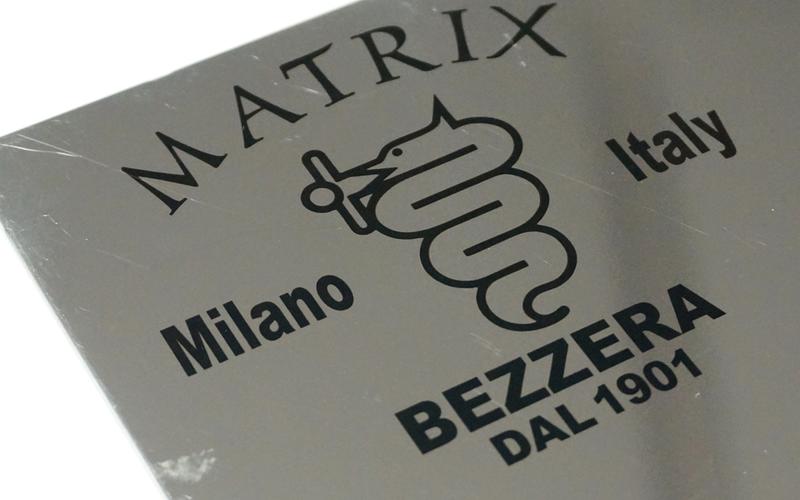 MATRIX
Milano
Italy
BEZZERA
DAL 1901